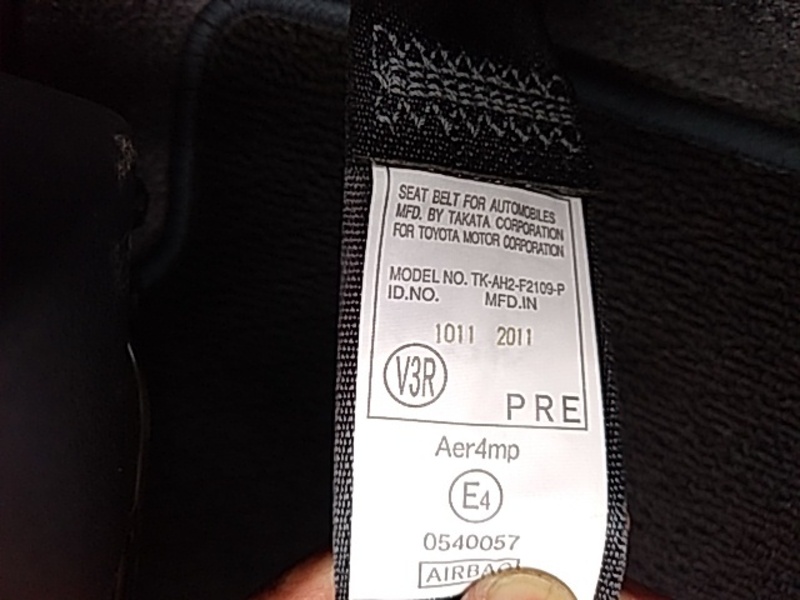 SEAT BELT FOR AUTOMOBILES
MFD. BY TAKATA CORPORATION
FOR TOYOTA MOTOR CORPORATION
MODEL NO. TK-AH2-F2109-P
ID.NO. MFD.IN
1011 2011
V3R
PRE
Aer4mp
E4
0540057